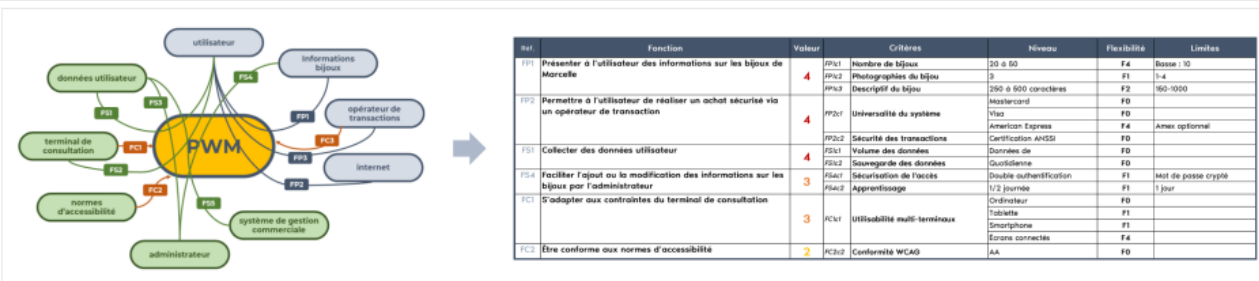 utilisateur
Informations
bijoux
données utilisateur
FS4
FS3
FS1
FP1
opérateur de
transactions
terminal de
consultation
FC1
PWM
FC3
FS2
FP3
internet
FC2
FP2
normes
d'accessibilité
FS5
système de gestion
commerciale
administrateur
Ref. Fonction Valeur Critères Niveau Flexibilité Limites
FP1 Présenter à l'utilisateur des informations sur les bijoux de
Marcelle
4
FP1c1 Nombre de bijoux 20 à 50 F4 Basse : 10
FP1c2 Photographies du bijou 3 F1 1-4
FP1c3 Descriptif du bijou 250 à 500 caractères F2 150-1000
FP2 Permettre à l'utilisateur de réaliser un achat sécurisé via
un opérateur de transaction
4
FP2c1 Universalité du système
Mastercard F0
Visa F0
American Express F4 Amex optionnel
FP2c2 Sécurité des transactions Certification ANSSI F0
FS1 Collecter des données utilisateur
4
FS1c1 Volume des données Données de F0
FS1c2 Sauvegarde des données Quotidienne F0
FS4 Faciliter l'ajout ou la modification des informations sur les
bijoux par l'administrateur
3
FS4c1 Sécurisation de l'accès Double authentification F1 Mot de passe crypté
FS4c2 Apprentissage 1/2 journée F1 1 jour
FC1 S'adapter aux contraintes du terminal de consultation
3
FC1c1 Utilisabilité multi-terminaux
Ordinateur F0
Tablette F1
Smartphone F1
Écrans connectés F4
FC2 Être conforme aux normes d'accessibilité 2 FC2c2 Conformité WCAG AA F0